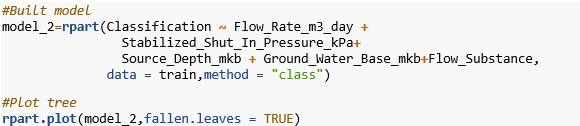 #Built model
model_2=rpart(Classification ~ Flow_Rate_m3_day +
Stabilized_Shut_In_Pressure_kPa+
Source_Depth_mkb + Ground_Water_Base_mkb+Flow_Substance,
data = train,method = "class")
#Plot tree
rpart.plot(model_2,fallen.leaves = TRUE)